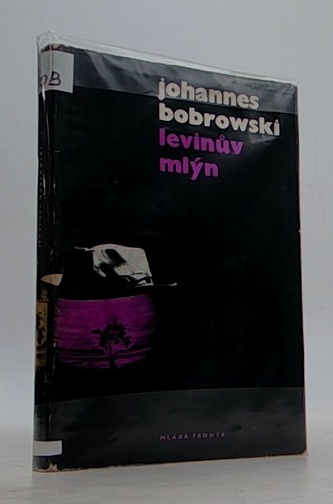 johannes
bobrowski
levinův
mlýn
MLADÁ FRONTA